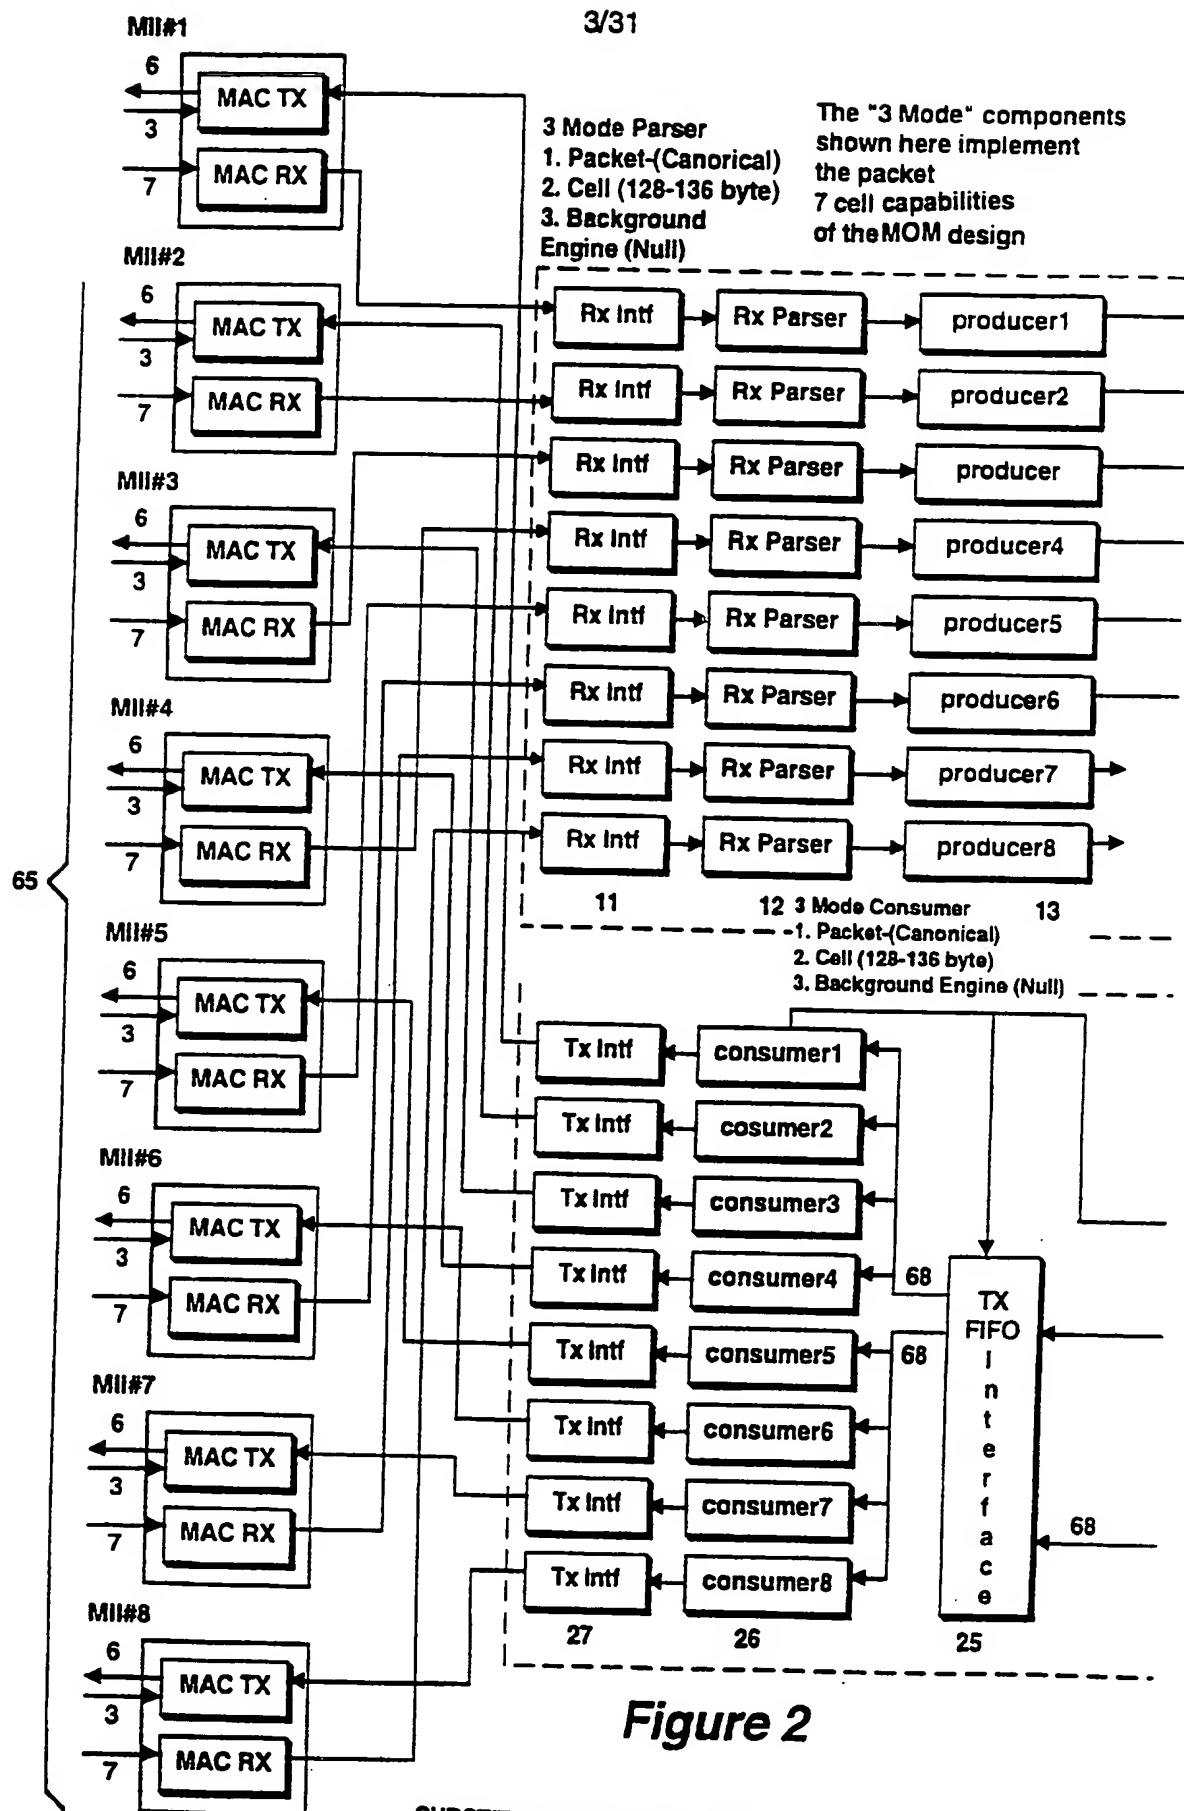 3/31
MII#1
6
MAC TX
3
MAC RX
7
3 Mode Parser
1. Packet-(Canorical)
2. Cell (128-136 byte)
3. Background
Engine (Null)
The "3 Mode" components
shown here implement
the packet
7 cell capabilities
of the MOM design
MII#2
6
MAC TX
3
MAC RX
7
Rx Intf
Rx Parser
producer1
Rx Intf
Rx Parser
producer2
Rx Intf
Rx Parser
producer
Rx Intf
Rx Parser
producer4
Rx Intf
Rx Parser
producer5
Rx Intf
Rx Parser
producer6
Rx Intf
Rx Parser
producer7
Rx Intf
Rx Parser
producer8
11
12
13
MII#3
6
MAC TX
3
MAC RX
7
MII#4
6
MAC TX
3
MAC RX
7
65
3 Mode Consumer
1. Packet-(Canonical)
2. Cell (128-136 byte)
3. Background Engine (Null)
MII#5
6
MAC TX
3
MAC RX
7
Tx Intf
consumer1
Tx Intf
cosumer2
Tx Intf
consumer3
Tx Intf
consumer4
68
Tx Intf
consumer5
68
Tx Intf
consumer6
Tx Intf
consumer7
Tx Intf
consumer8
TX
FIFO
I
n
t
e
r
f
a
c
e
68
27
26
25
MII#6
6
MAC TX
3
MAC RX
7
MII#7
6
MAC TX
3
MAC RX
7
MII#8
6
MAC TX
3
MAC RX
7
Figure 2